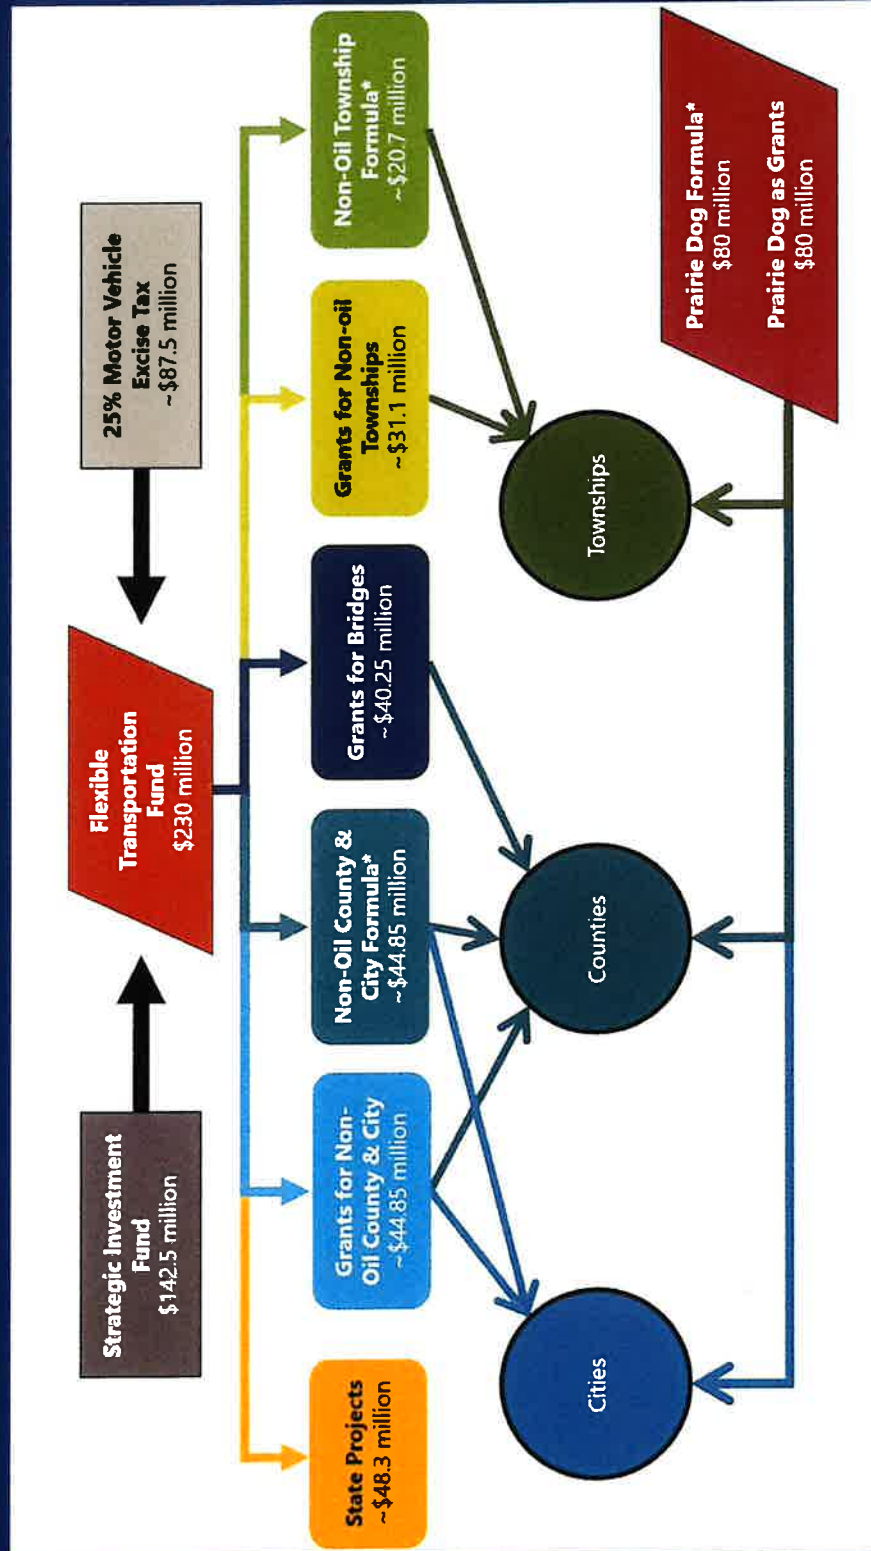 Strategic Investment
Fund
$142.5 million
Flexible
Transportation
Fund
$230 million
25% Motor Vehicle
Excise Tax
~$87.5 million
State Projects
~$48.3 million
Grants for Non-
Oil County & City
~$44.85 million
Non-Oil County &
City Formula*
~$44.85 million
Grants for Bridges
~$40.25 million
Grants for Non-oil
Townships
~$31.1 million
Non-Oil Township
Formula*
~$20.7 million
Cities
Counties
Townships
Prairie Dog Formula*
$80 million
Prairie Dog as Grants
$80 million